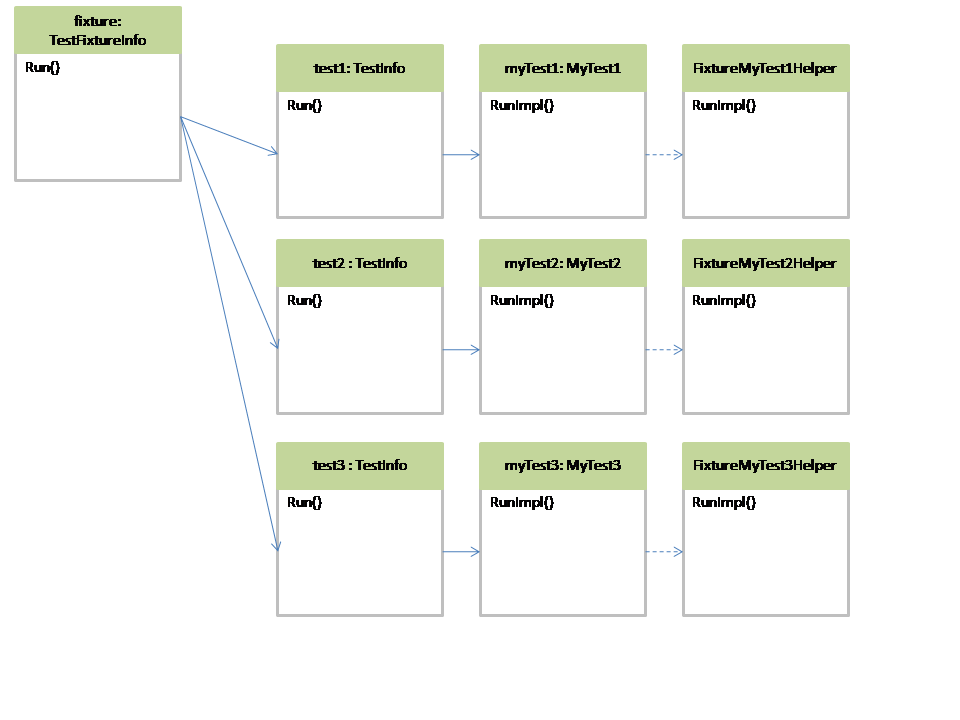 fixture:
TestFixtureInfo
Run()
test1: TestInfo
Run()
myTest1: MyTest1
RunImpl()
FixtureMyTest1Helper
RunImpl()
test2 : TestInfo
Run()
myTest2: MyTest2
RunImpl()
FixtureMyTest2Helper
RunImpl()
test3 : TestInfo
Run()
myTest3: MyTest3
RunImpl()
FixtureMyTest3Helper
RunImpl()